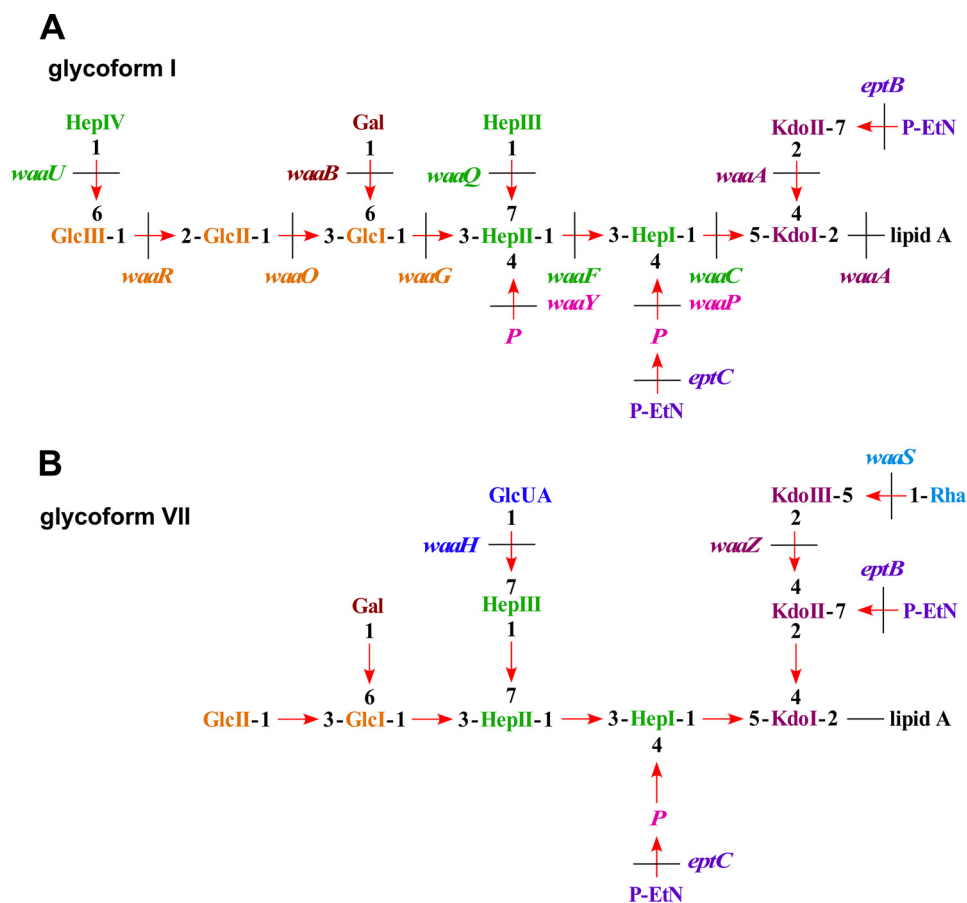 A
glycoform I
eptB
HepIV Gal HepIII KdoII-7 P-EtN
1 1 1 2
waaU waaB waaQ waaA
6 6 7 4
GlcIII-1 2-GlcII-1 3-GlcI-1 3-HepII-1 3-HepI-1 5-KdoI-2 lipid A
4 4
waaR waaO waaG waaF waaC waaA
waaY waaP
P P
eptC
P-EtN
B
waaS
glycoform VII
GlcUA KdoIII-5 1-Rha
1 2
waaH waaZ
7 4
eptB
Gal HepIII KdoII-7 P-EtN
1 1 2
6 7 4
GlcII-1 3-GlcI-1 3-HepII-1 3-HepI-1 5-KdoI-2 lipid A
4
P
eptC
P-EtN